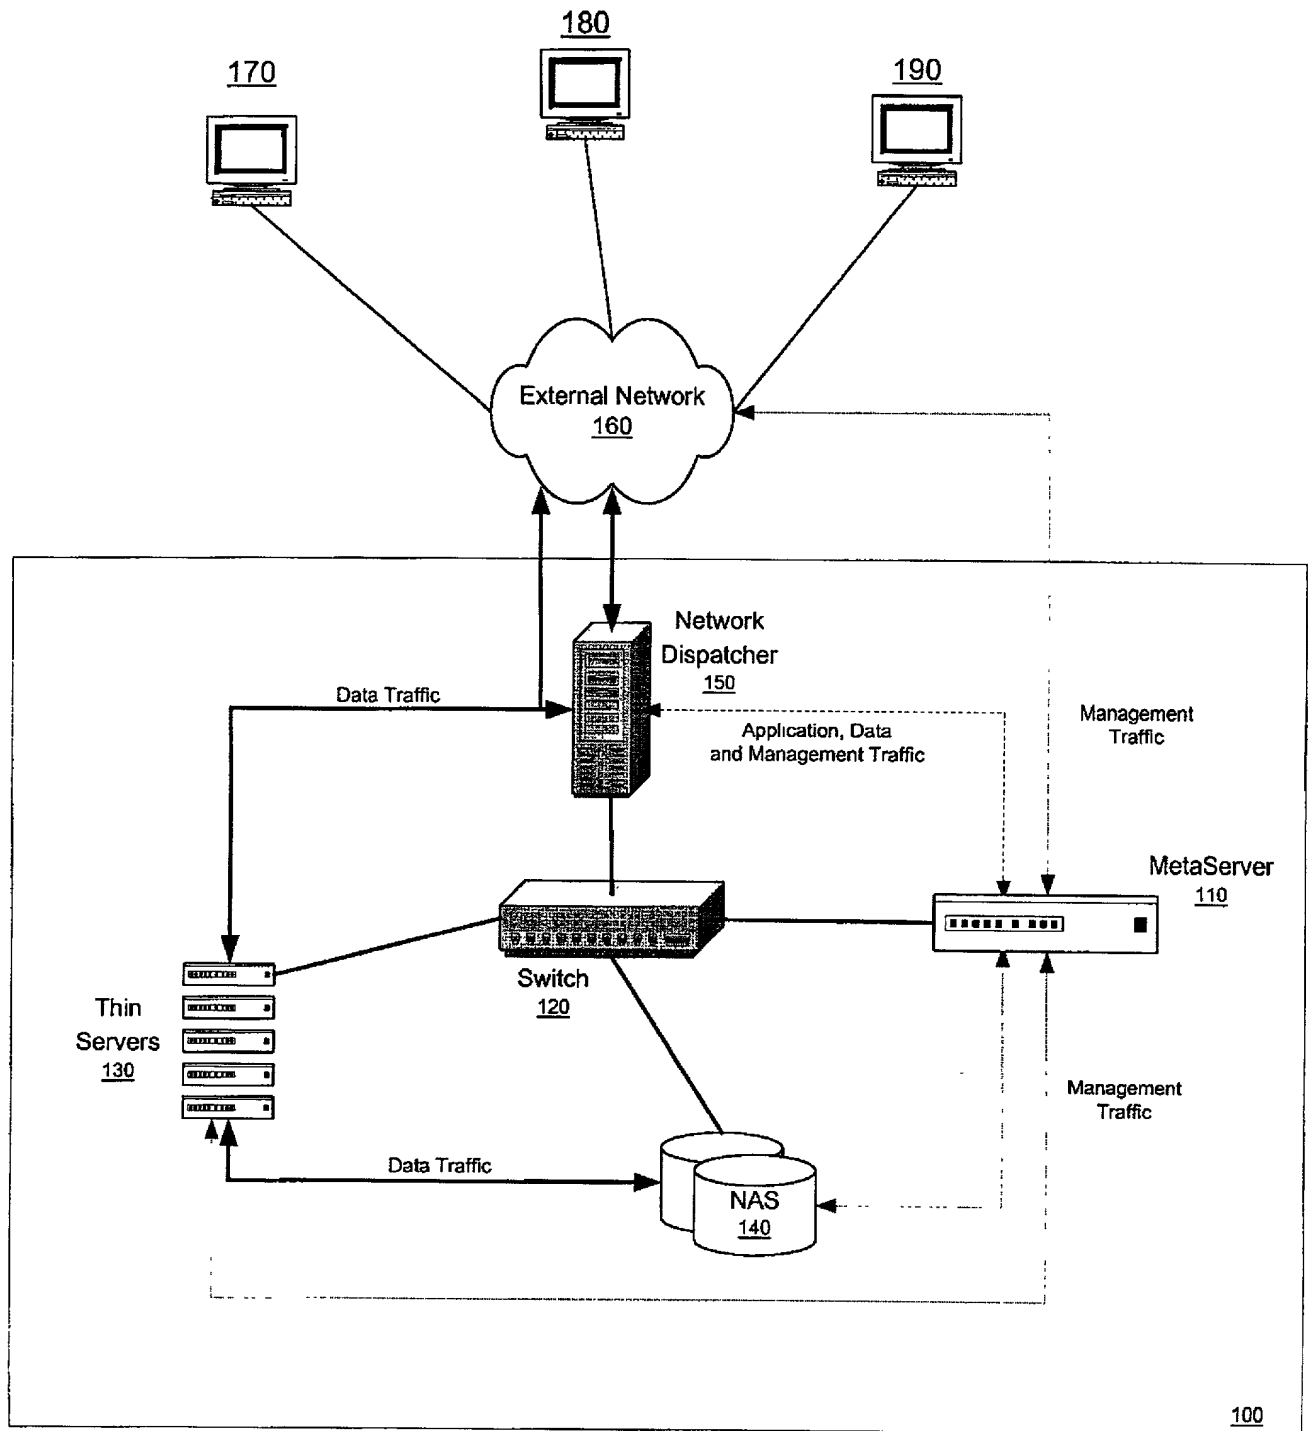 180
170
190
External Network
160
Network
Dispatcher
150
Data Traffic
Application, Data
and Management Traffic
Management
Traffic
MetaServer
110
Switch
120
Thin
Servers
130
Management
Traffic
Data Traffic
NAS
140
100